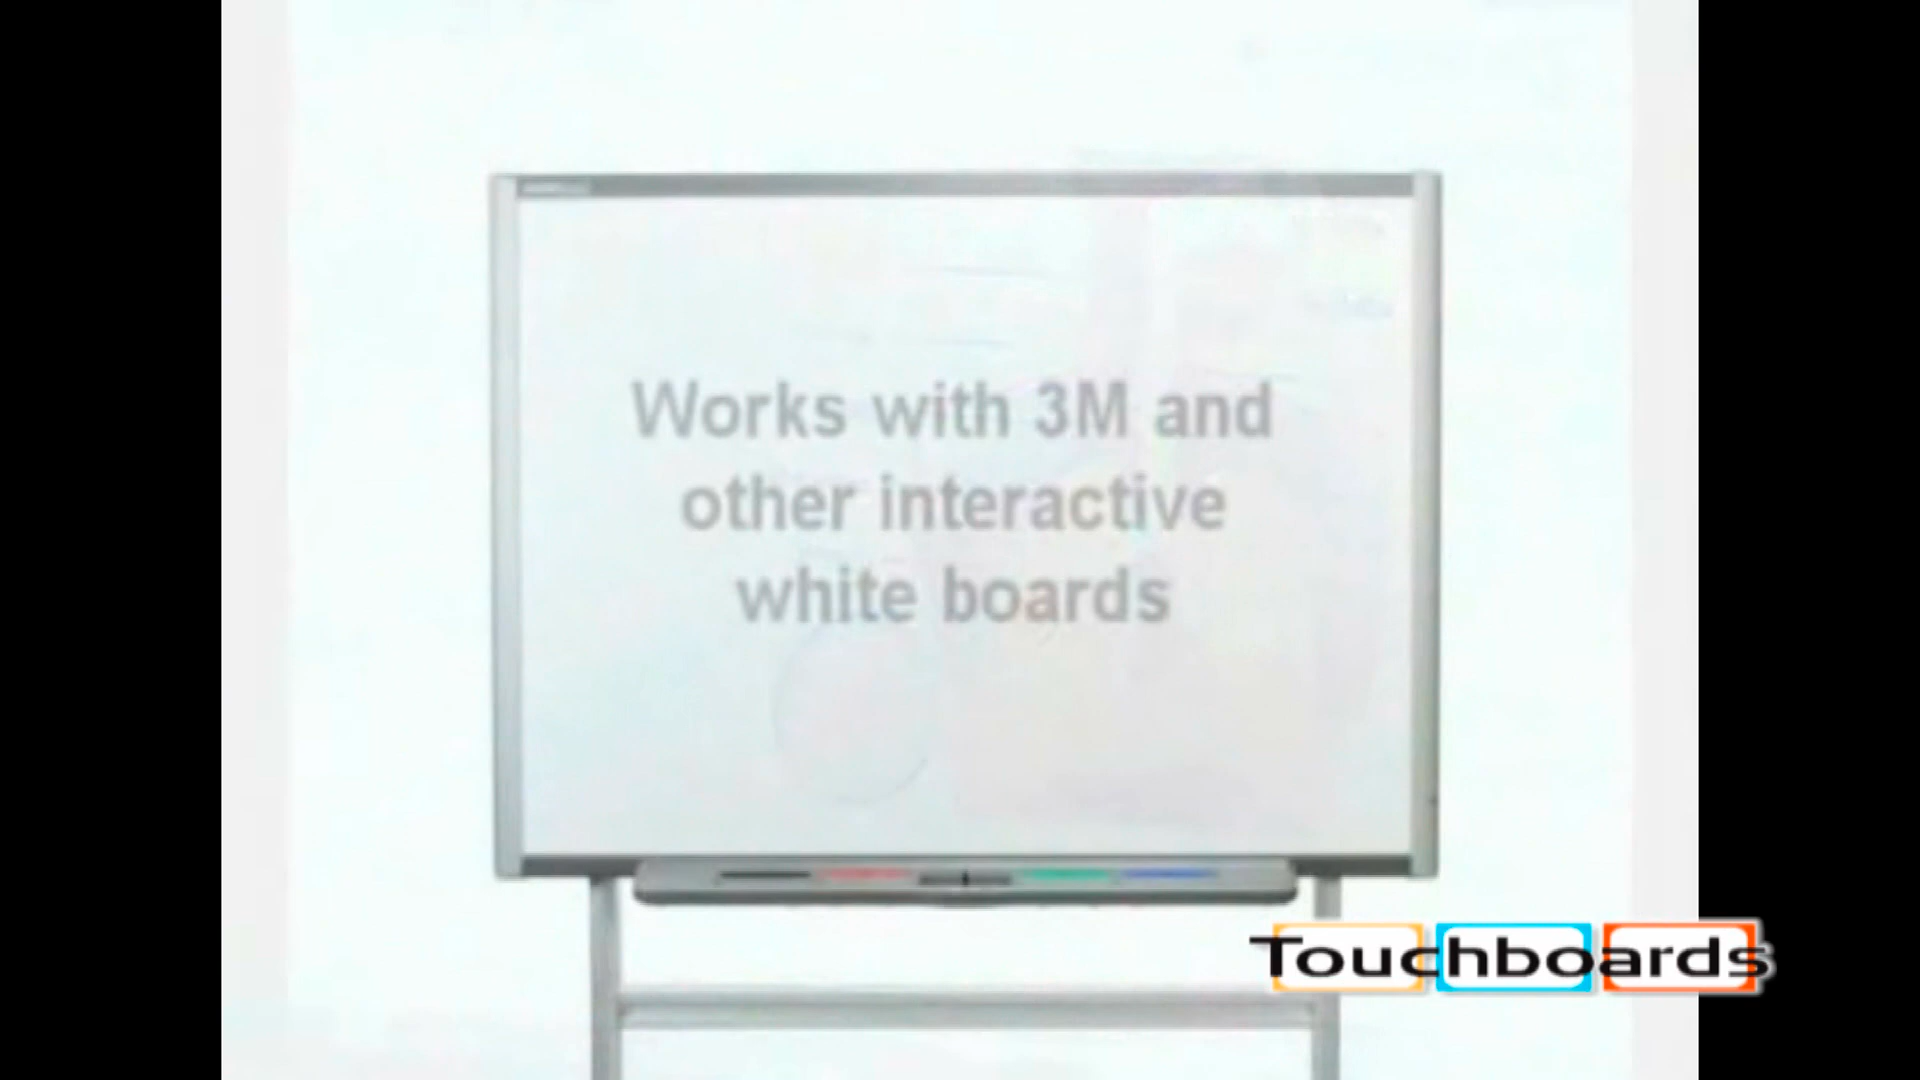 Works with 3M and
other interactive
white boards
Touchboards